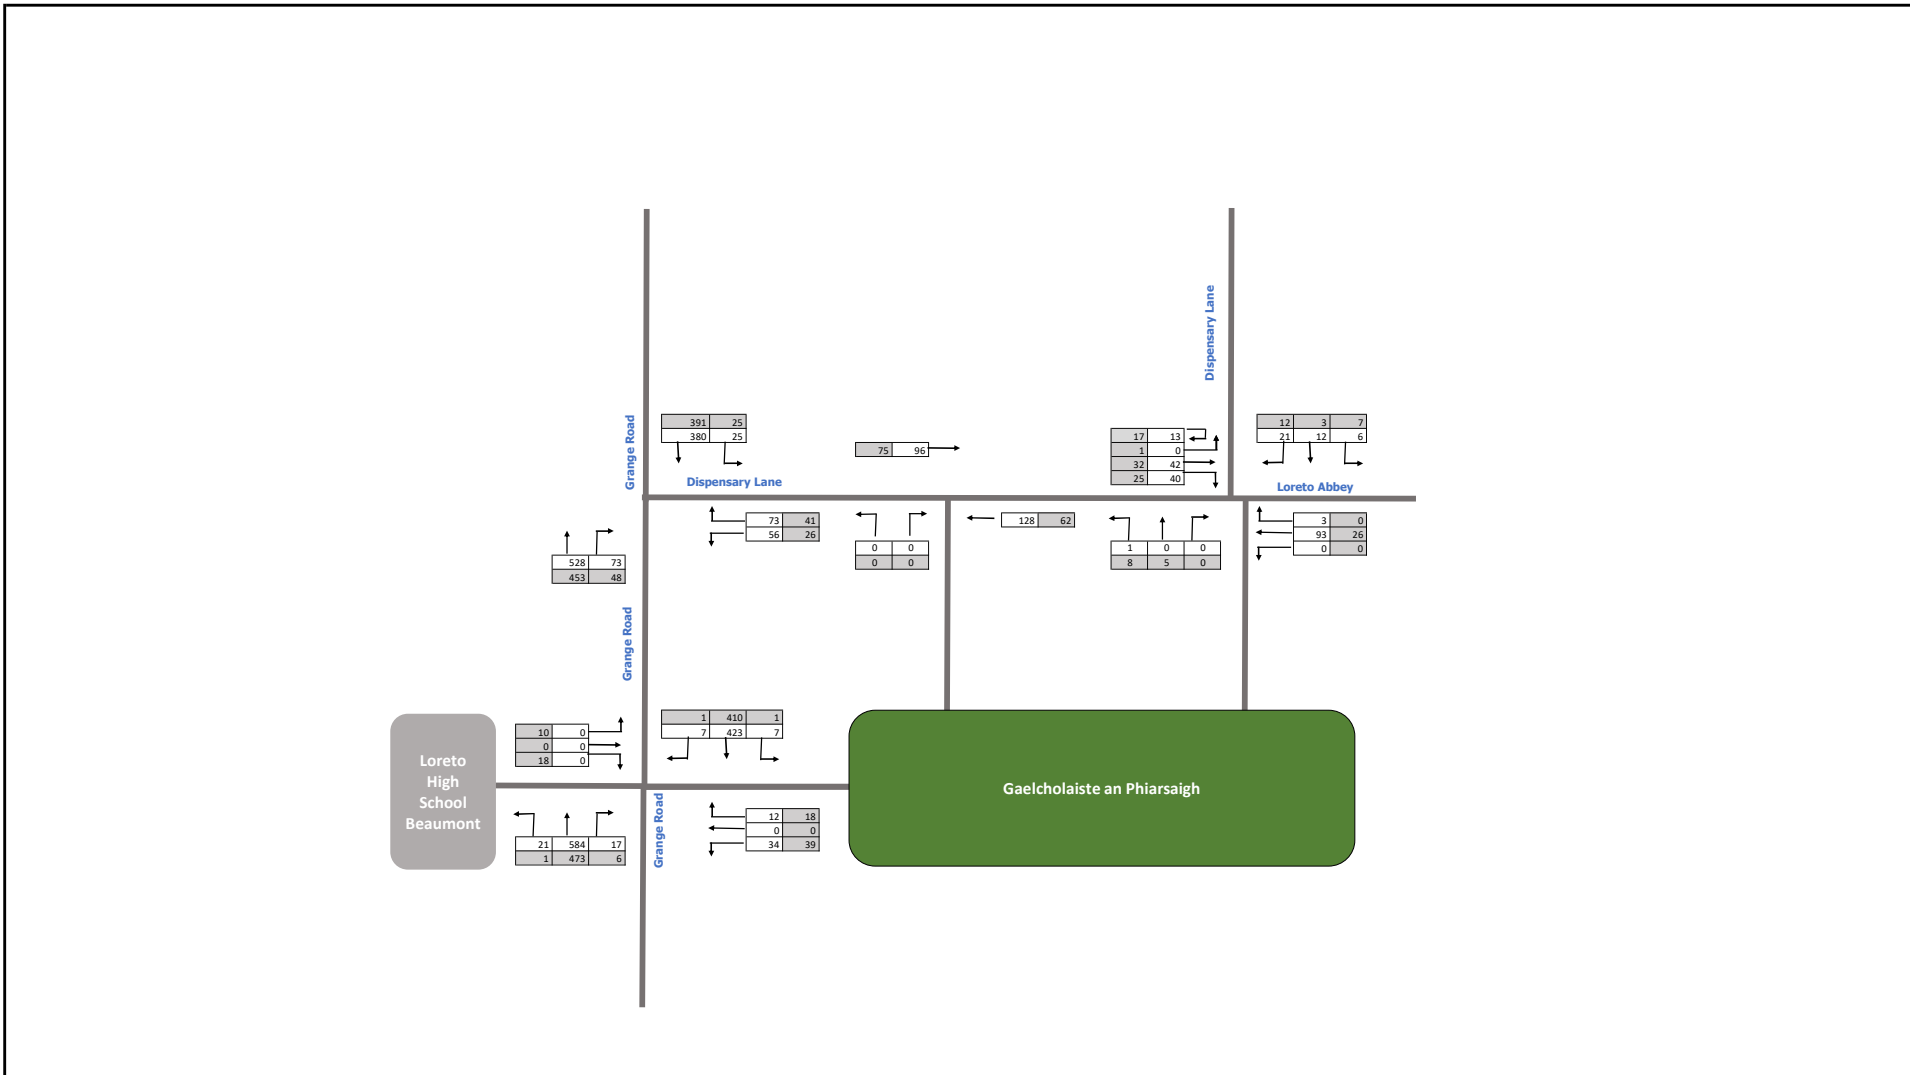 Dispensary Lane
Grange Road
391 25
380 25
75 96
17 13
1 0
32 42
25 40
12 3 7
21 12 6
Dispensary Lane
Loreto Abbey
73 41
56 26
0 0
0 0
128 62
1 0 0
8 5 0
3 0
93 26
0 0
528 73
453 48
Grange Road
10 0
0 0
18 0
1 410 1
7 423 7
Loreto
High
School
Beaumont
Gaelcholaiste an Phiarsaigh
Grange Road
21 584 17
1 473 6
12 18
0 0
34 39